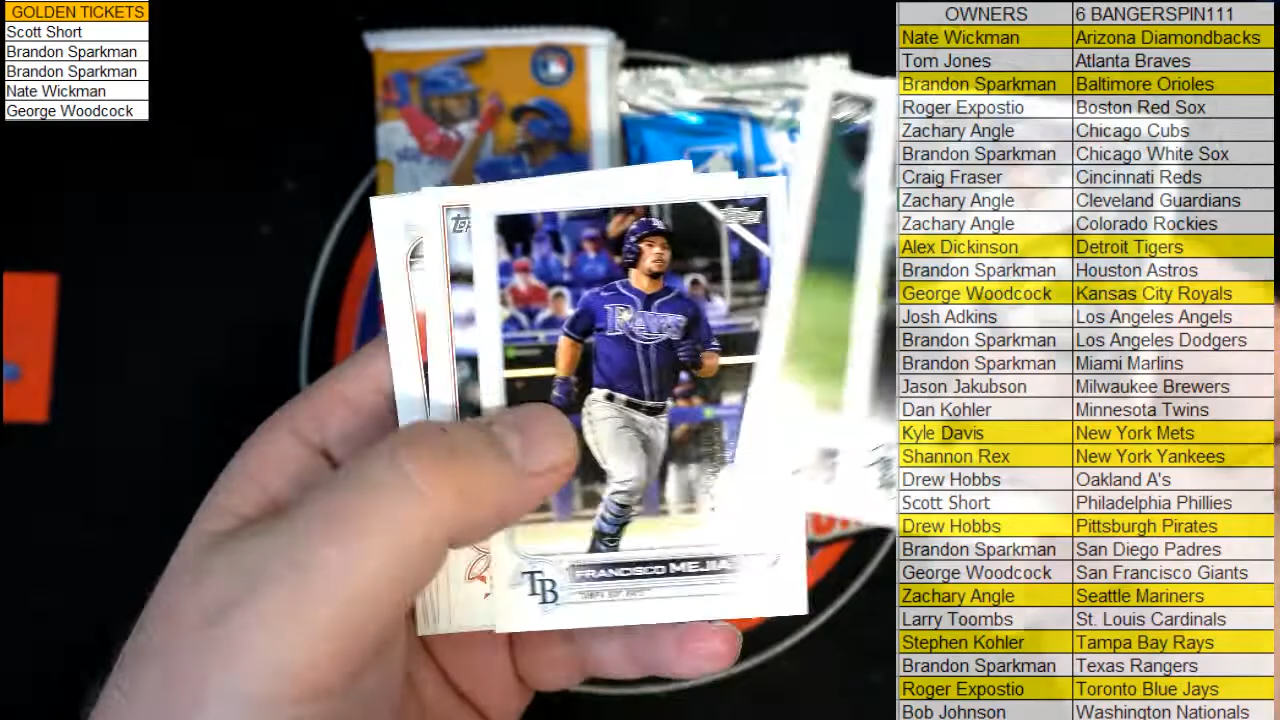 GOLDEN TICKETS
Scott Short
Brandon Sparkman
Brandon Sparkman
Nate Wickman
George Woodcock
OWNERS 6 BANGERSPIN111
Nate Wickman Arizona Diamondbacks
Tom Jones Atlanta Braves
Brandon Sparkman Baltimore Orioles
Roger Expostio Boston Red Sox
Zachary Angle Chicago Cubs
Brandon Sparkman Chicago White Sox
Craig Fraser Cincinnati Reds
Zachary Angle Cleveland Guardians
Zachary Angle Colorado Rockies
Alex Dickinson Detroit Tigers
Brandon Sparkman Houston Astros
George Woodcock Kansas City Royals
Josh Adkins Los Angeles Angels
Brandon Sparkman Los Angeles Dodgers
Brandon Sparkman Miami Marlins
Jason Jakubson Milwaukee Brewers
Dan Kohler Minnesota Twins
Kyle Davis New York Mets
Shannon Rex New York Yankees
Drew Hobbs Oakland A's
Scott Short Philadelphia Phillies
Drew Hobbs Pittsburgh Pirates
Brandon Sparkman San Diego Padres
George Woodcock San Francisco Giants
Zachary Angle Seattle Mariners
Larry Toombs St. Louis Cardinals
Stephen Kohler Tampa Bay Rays
Brandon Sparkman Texas Rangers
Roger Expostio Toronto Blue Jays
Bob Johnson Washington Nationals
Topps
RAYS
TB FRANCISCO MEJIA